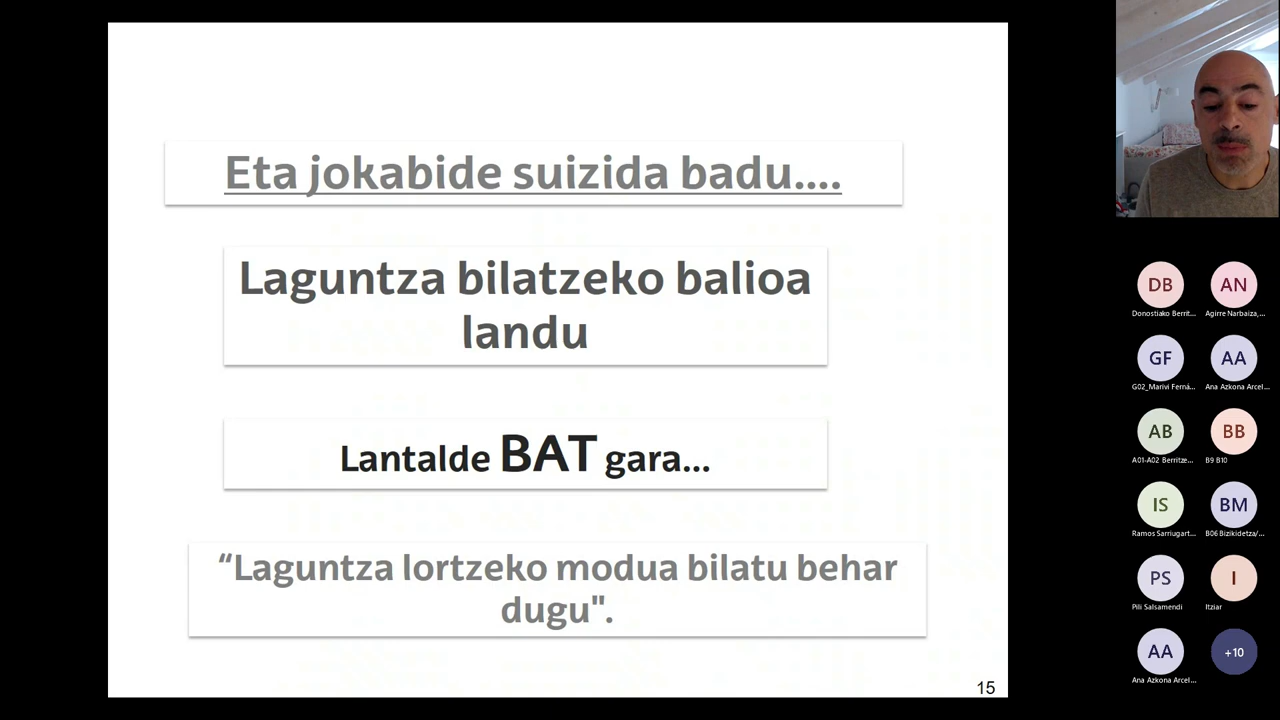 Eta jokabide suizida badu....
Laguntza bilatzeko balioa
landu
Lantalde BAT gara...
“Laguntza lortzeko modua bilatu behar
dugu".
15
DB
AN
Donostiako Berrit...
Agirre Narbaiza,...
GF
AA
G02_Marivi Ferná...
Ana Azkona Arcel...
AB
BB
A01-A02 Berritze...
B9 B10
IS
BM
Ramos Sarriugart...
B06 Bizikidetza/...
PS
I
Pili Salsamendi
Itziar
AA
+10
Ana Azkona Arcel...